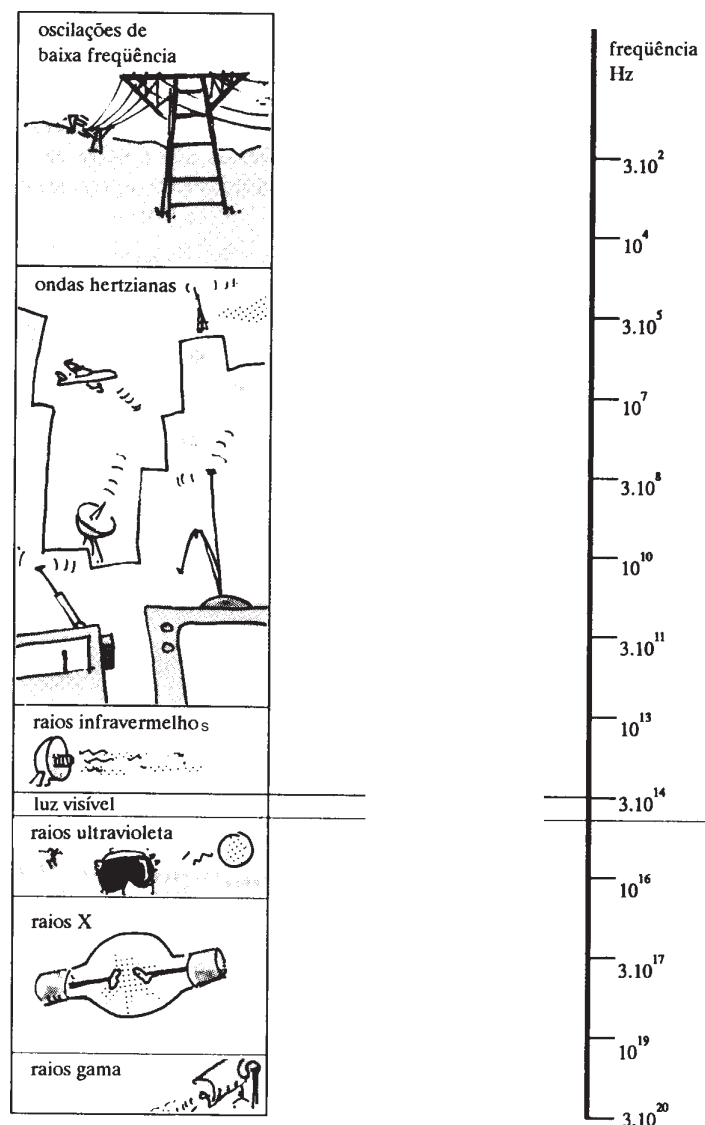 oscilações de
baixa freqüência
ondas hertzianas
raios infravermelhos
luz visível
raios ultravioleta
raios X
raios gama
freqüência
Hz
3.10²
10⁴
3.10⁵
10⁷
3.10⁸
10¹⁰
3.10¹¹
10¹³
3.10¹⁴
10¹⁶
3.10¹⁷
10¹⁹
3.10²⁰